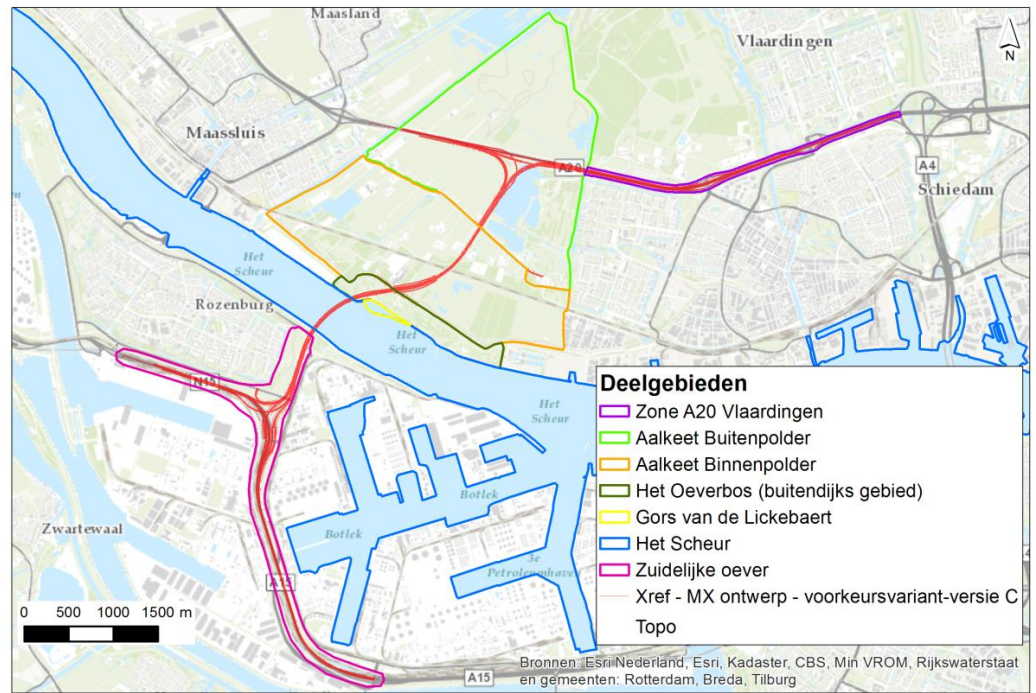 Maasland
Vlaardingen
N
Maassluis
A20
A4
Schiedam
Het
Scheur
Rozenburg
Het
Scheur
N15
Het
Scheur
Botlek
Botlek
Zwartewaal
3e
Petroleumhaven
A15
A15
0 500 1000 1500 m
Deelgebieden
Zone A20 Vlaardingen
Aalkeet Buitenpolder
Aalkeet Binnenpolder
Het Oeverbos (buitendijks gebied)
Gors van de Lickebaert
Het Scheur
Zuidelijke oever
Xref - MX ontwerp - voorkeursvariant-versie C
Topo
Bronnen: Esri Nederland, Esri, Kadaster, CBS, Min VROM, Rijkswaterstaat
en gemeenten: Rotterdam, Breda, Tilburg